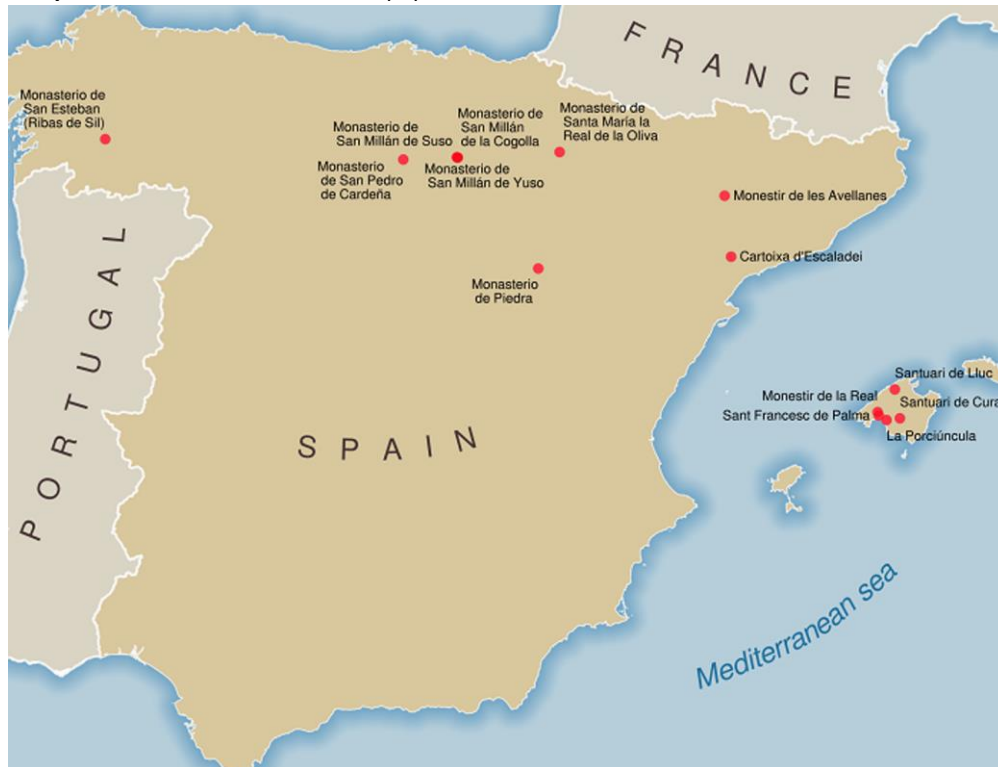 FRANCE
Monasterio de
San Esteban
(Ribas de Sil)
Monasterio de
San Millán de Suso
Monasterio de
San Millán
de la Cogolla
Monasterio de
Santa María la
Real de la Oliva
Monasterio
de San Pedro
de Cardeña
Monasterio de
San Millán de Yuso
Monestir de les Avellanes
Cartoixa d'Escaladei
Monasterio
de Piedra
PORTUGAL
SPAIN
Santuari de Lluc
Monestir de la Real
Santuari de Cura
Sant Francesc de Palma
La Porciúncula
Mediterranean sea